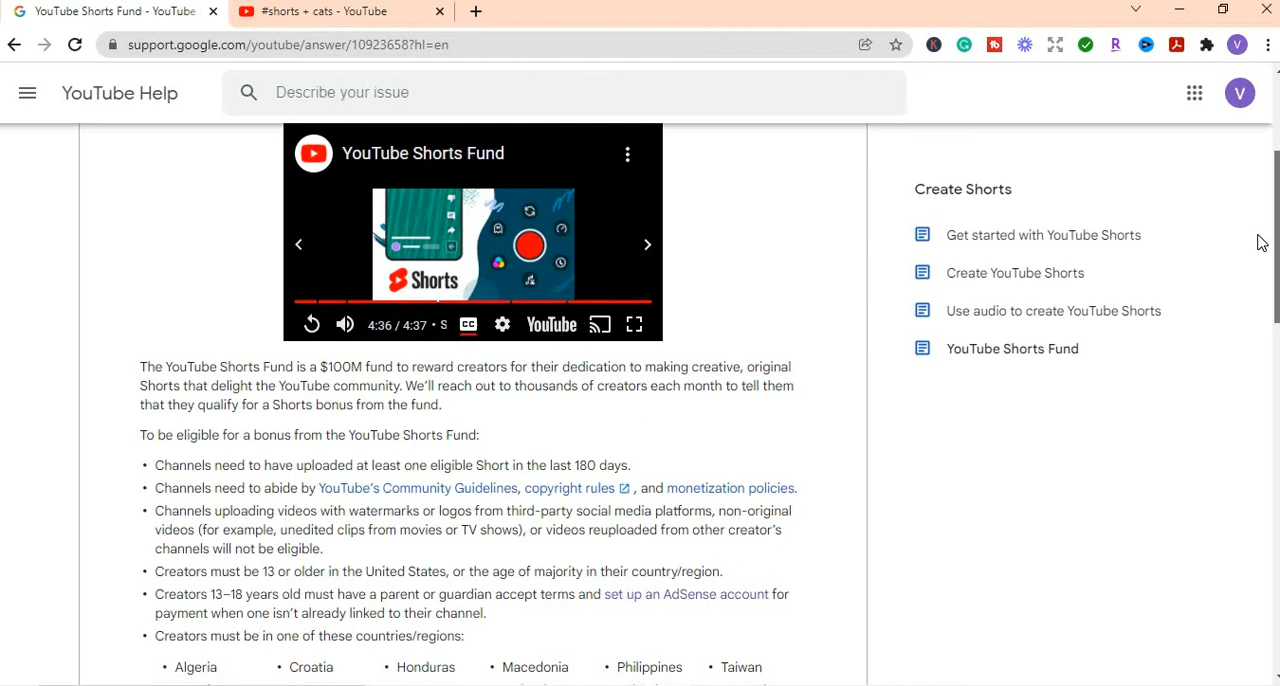 YouTube Shorts Fund - YouTube
#shorts + cats - YouTube
support.google.com/youtube/answer/10923658?hl=en
YouTube Help
Describe your issue
V
V
YouTube Shorts Fund
Shorts
4:36 / 4:37 • S
CC
YouTube
The YouTube Shorts Fund is a $100M fund to reward creators for their dedication to making creative, original
Shorts that delight the YouTube community. We'll reach out to thousands of creators each month to tell them
that they qualify for a Shorts bonus from the fund.
To be eligible for a bonus from the YouTube Shorts Fund:
• Channels need to have uploaded at least one eligible Short in the last 180 days.
• Channels need to abide by YouTube's Community Guidelines, copyright rules , and monetization policies.
• Channels uploading videos with watermarks or logos from third-party social media platforms, non-original
videos (for example, unedited clips from movies or TV shows), or videos reuploaded from other creator's
channels will not be eligible.
• Creators must be 13 or older in the United States, or the age of majority in their country/region.
• Creators 13–18 years old must have a parent or guardian accept terms and set up an AdSense account for
payment when one isn't already linked to their channel.
• Creators must be in one of these countries/regions:
• Algeria • Croatia • Honduras • Macedonia • Philippines • Taiwan
Create Shorts
Get started with YouTube Shorts
Create YouTube Shorts
Use audio to create YouTube Shorts
YouTube Shorts Fund